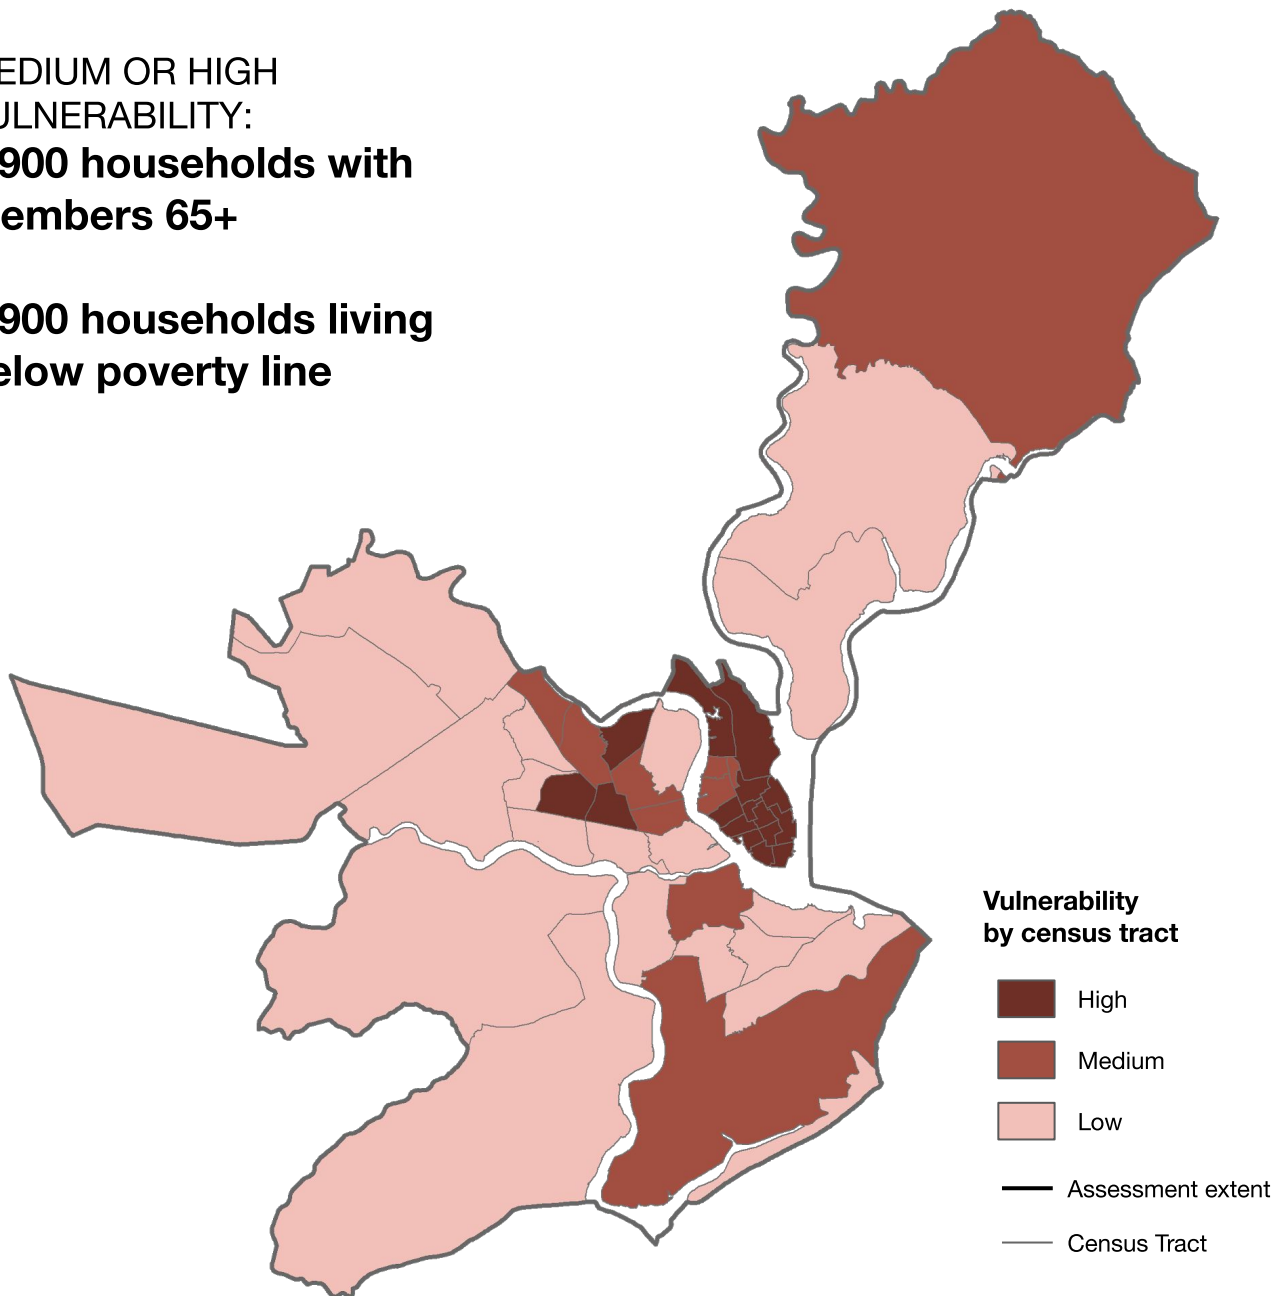 EDIUM OR HIGH
ULNERABILITY:
900 households with
embers 65+
900 households living
elow poverty line
Vulnerability
by census tract
High
Medium
Low
Assessment extent
Census Tract